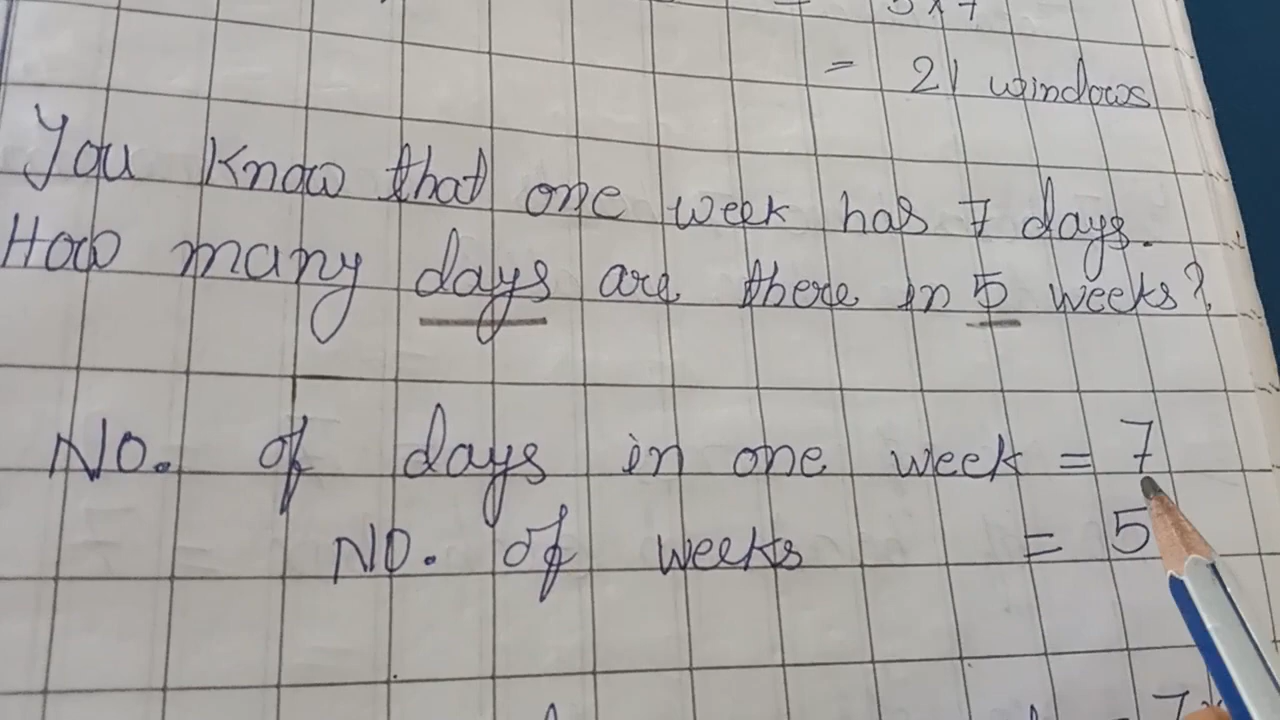 = 21 windows
You know that one week has 7 days.
How many days are there in 5 weeks?
No. of days in one week = 7
No. of weeks = 5